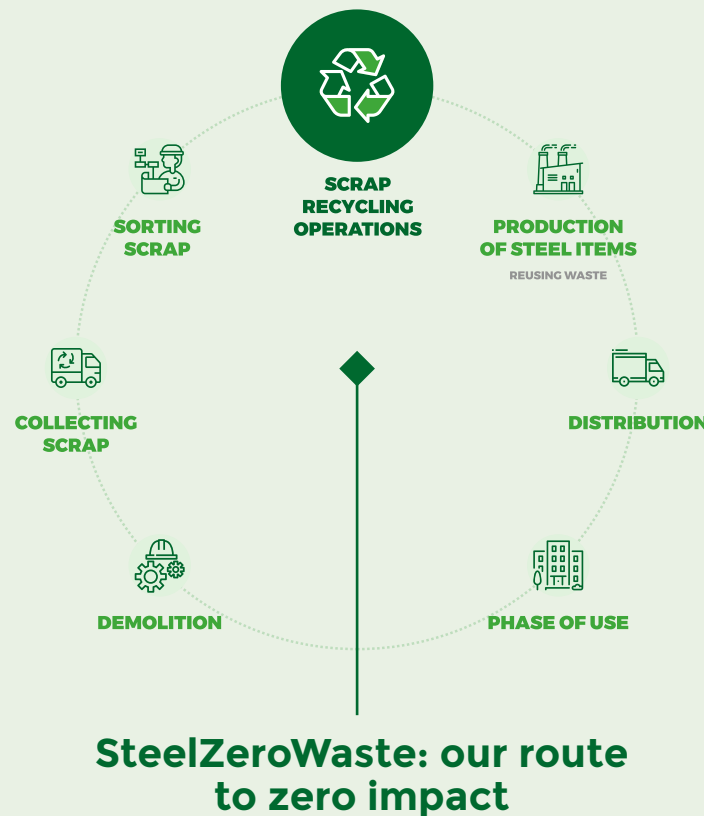 SCRAP
RECYCLING
OPERATIONS
PRODUCTION
OF STEEL ITEMS
REUSING WASTE
DISTRIBUTION
PHASE OF USE
DEMOLITION
COLLECTING
SCRAP
SORTING
SCRAP
SteelZeroWaste: our route
to zero impact